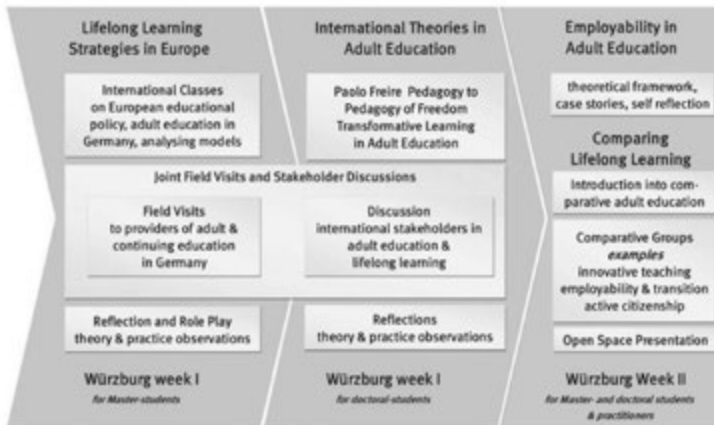 Lifelong Learning
Strategies in Europe
International Classes
on European educational
policy, adult education in
Germany, analysing models
International Theories in
Adult Education
Paolo Freire Pedagogy to
Pedagogy of Freedom
Transformative Learning
in Adult Education
Joint Field Visits and Stakeholder Discussions
Field Visits
to providers of adult &
continuing education
in Germany
Discussion
international stakeholders in
adult education &
lifelong learning
Reflection and Role Play
theory & practice observations
Reflections
theory & practice observations
Würzburg week I
for Master-students
Würzburg week I
for doctoral-students
Employability in
Adult Education
theoretical framework,
case stories, self reflection
Comparing
Lifelong Learning
Introduction into com-
parative adult education
Comparative Groups
examples
innovative teaching
employability & transition
active citizenship
Open Space Presentation
Würzburg Week II
for Master- and doctoral students
& practitioners